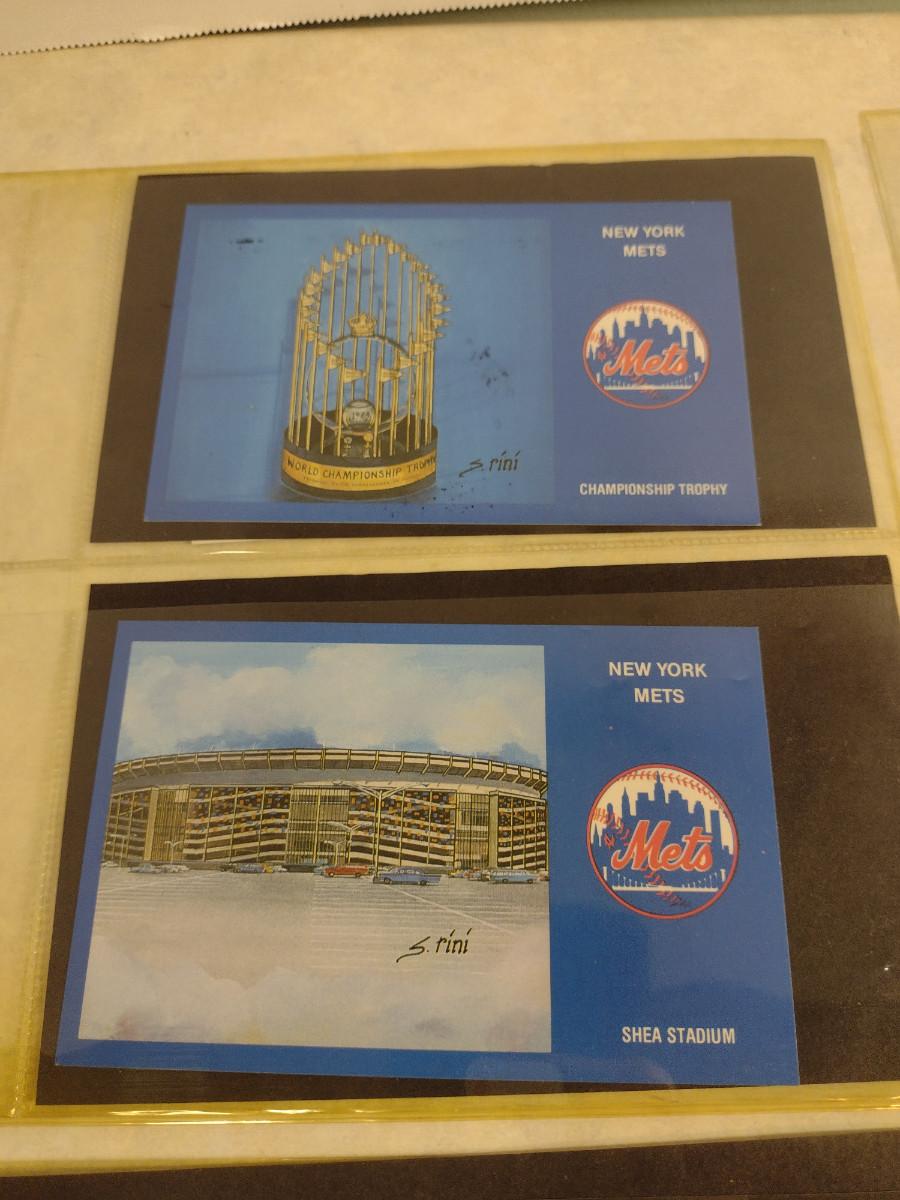 NEW YORK
METS
Mets
WORLD CHAMPIONSHIP TROPHY
s. rini
CHAMPIONSHIP TROPHY
NEW YORK
METS
Mets
s. rini
SHEA STADIUM